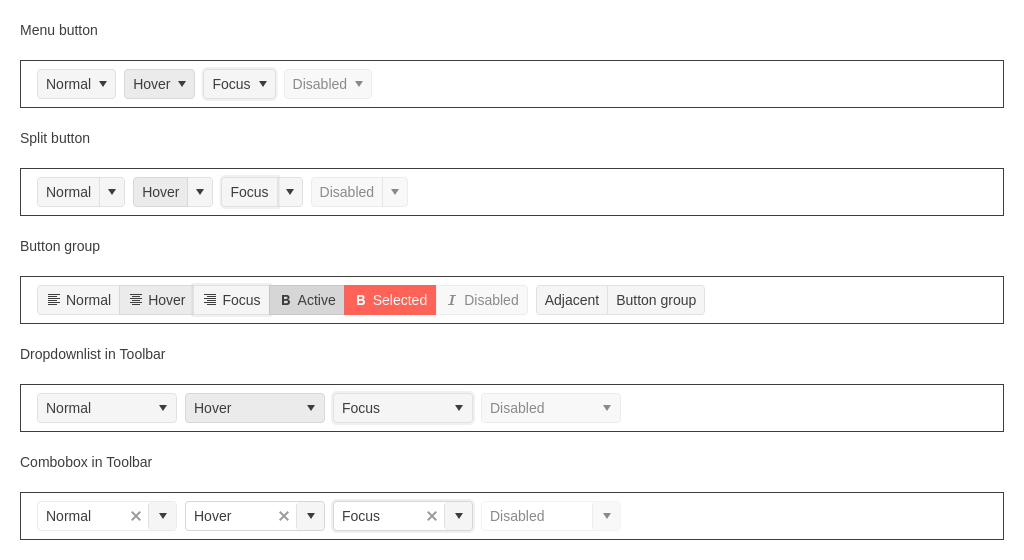 Menu button
Normal Hover Focus Disabled
Split button
Normal Hover Focus Disabled
Button group
Normal Hover Focus B Active B Selected I Disabled Adjacent Button group
Dropdownlist in Toolbar
Normal Hover Focus Disabled
Combobox in Toolbar
Normal Hover Focus Disabled